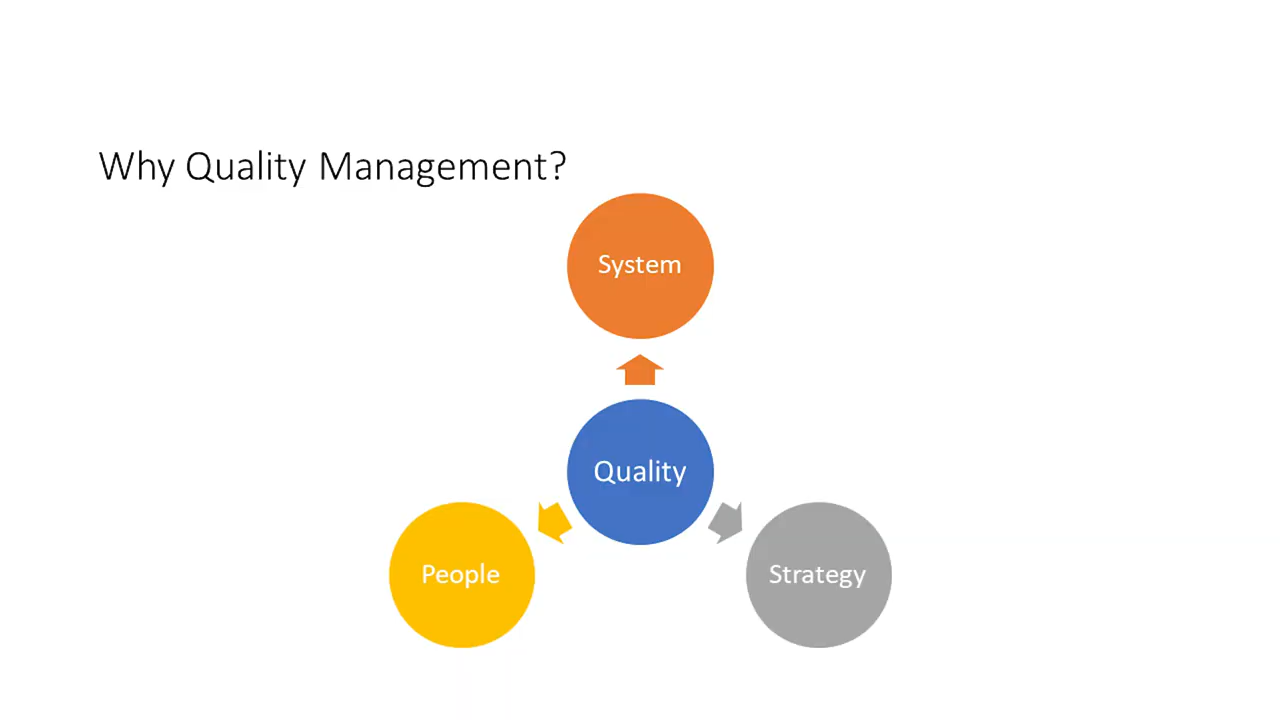 Why Quality Management?
System
Quality
People
Strategy